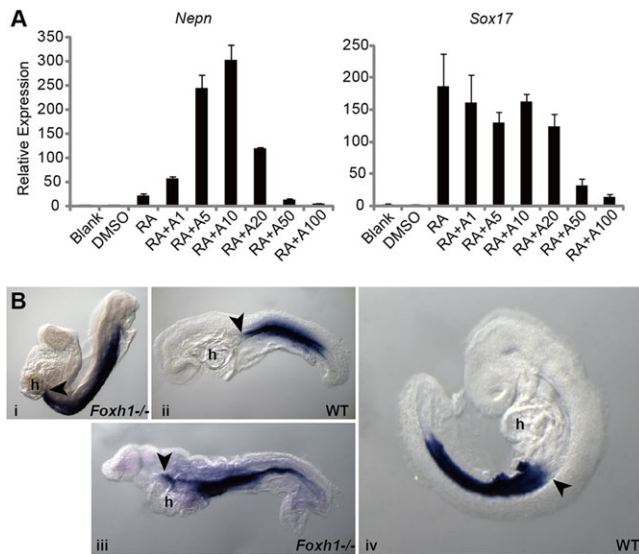 A
Nepn
Sox17
Relative Expression
350
300
250
200
150
100
50
0
Blank
DMSO
RA
RA+A1
RA+A5
RA+A10
RA+A20
RA+A50
RA+A100
250
200
150
100
50
0
Blank
DMSO
RA
RA+A1
RA+A5
RA+A10
RA+A20
RA+A50
RA+A100
B
h
i
Foxh1-/-
h
ii
WT
h
iii
Foxh1-/-
h
iv
WT